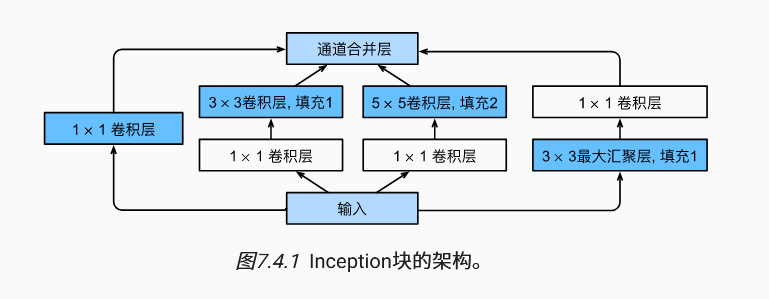 通道合并层
3 × 3卷积层, 填充1
5 × 5卷积层, 填充2
1 × 1 卷积层
1 × 1 卷积层
1 × 1 卷积层
1 × 1 卷积层
3 × 3最大汇聚层, 填充1
输入
图7.4.1 Inception块的架构。